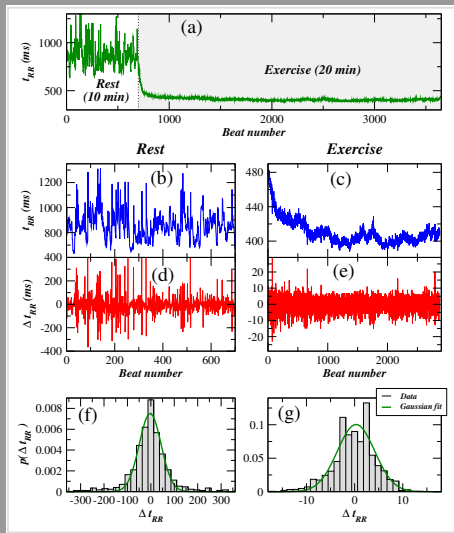 (a)
1000
500
t_RR (ms)
Rest
(10 min)
Exercise (20 min)
1000 2000 3000
Beat number
Rest Exercise
(b)
1200
1000
800
t_RR (ms)
(c)
480
440
400
(d)
400
200
0
-200
-400
Δ t_RR (ms)
0 200 400 600
Beat number
(e)
20
10
0
-10
-20
0 1000 2000
Beat number
(f)
0.008
0.006
0.004
0.002
0.000
p(Δ t_RR)
-300 -200 -100 0 100 200 300
Δ t_RR
(g)
Data
Gaussian fit
0.1
0.05
0
-10 0 10
Δ t_RR